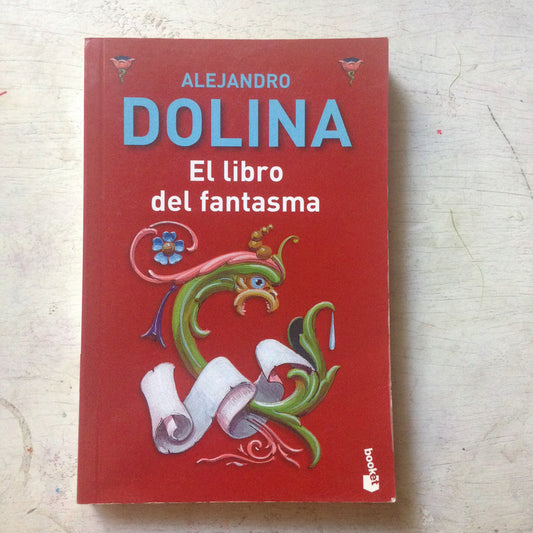 ALEJANDRO
DOLINA
El libro
del fantasma
booket